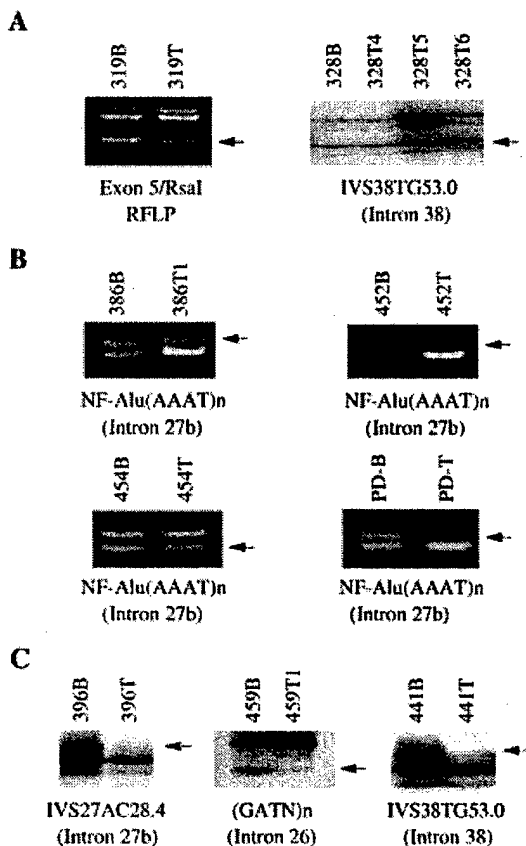 A
319B 319T
328B 328T4 328T5 328T6
Exon 5/RsaI
RFLP
IVS38TG53.0
(Intron 38)
B
386B 386T1
452B 452T
NF-Alu(AAAT)n
(Intron 27b)
NF-Alu(AAAT)n
(Intron 27b)
454B 454T
PD-B PD-T
NF-Alu(AAAT)n
(Intron 27b)
NF-Alu(AAAT)n
(Intron 27b)
C
396B 396T
459B 459T1
441B 441T
IVS27AC28.4
(Intron 27b)
(GATN)n
(Intron 26)
IVS38TG53.0
(Intron 38)